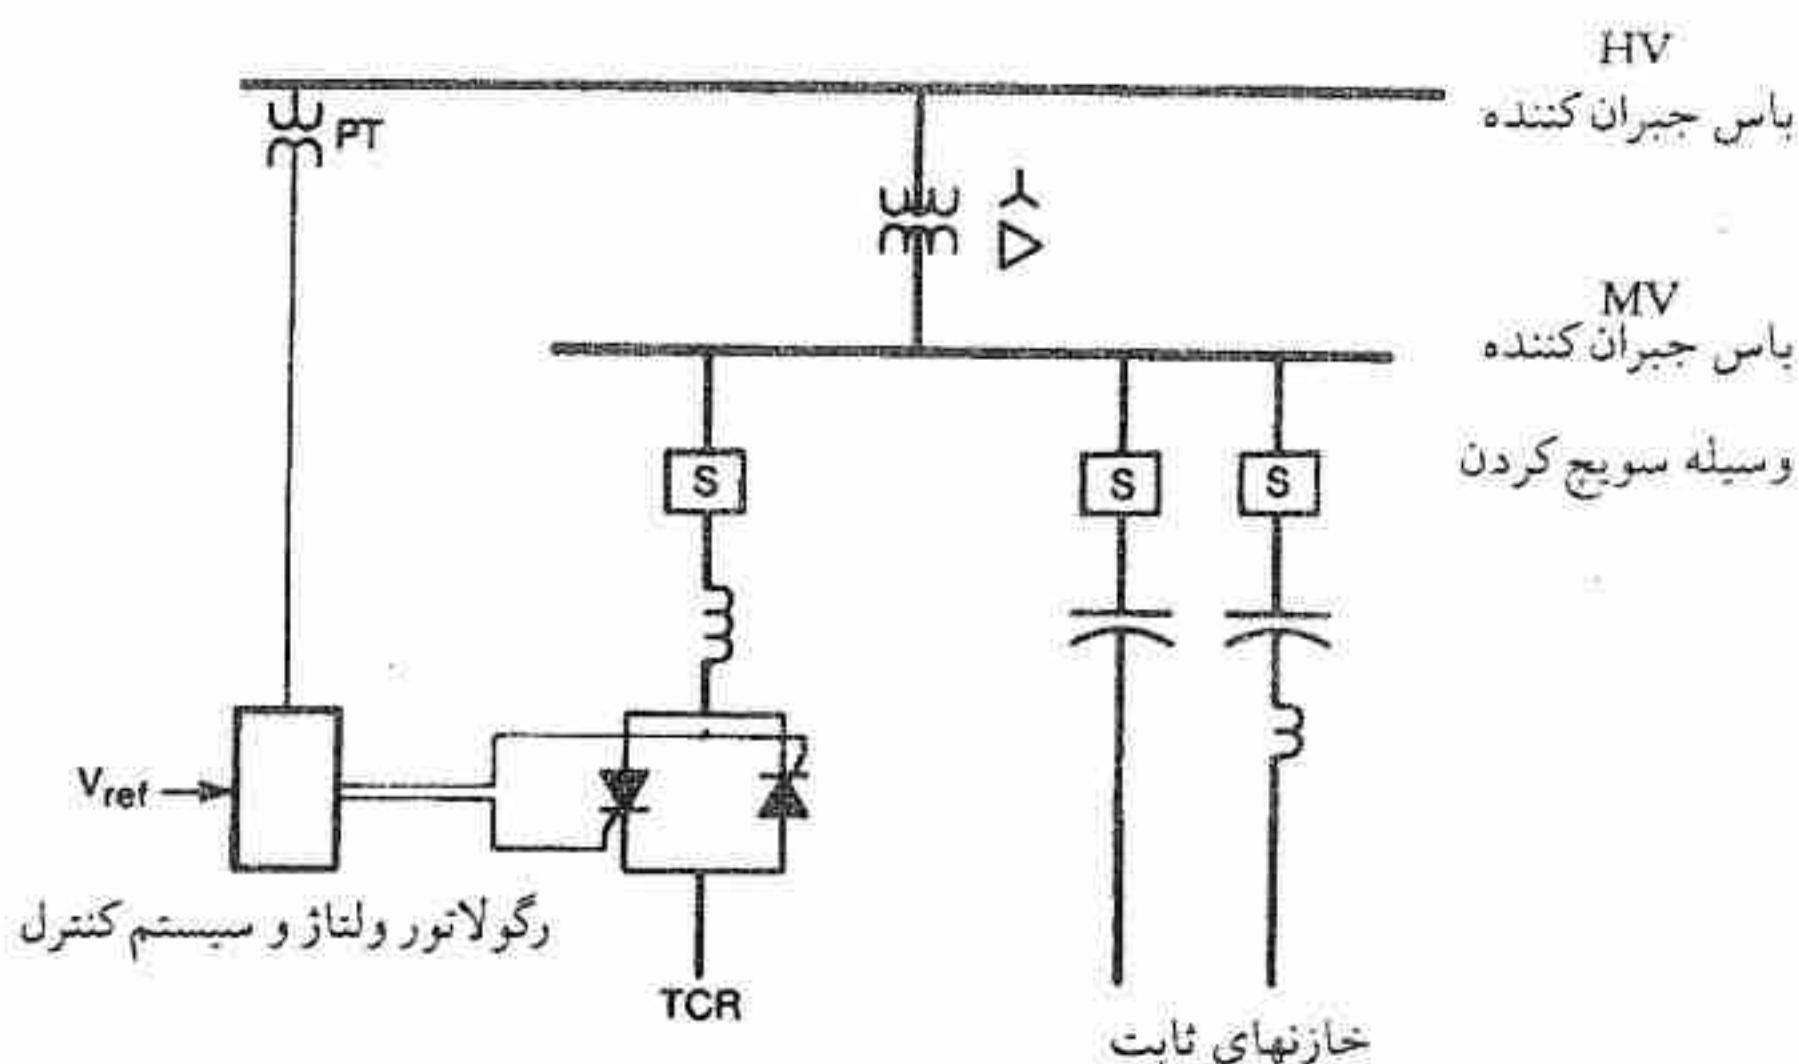 HV
باس جبران کننده
PT
MV
باس جبران کننده
وسیله سویچ کردن
S
S
S
Vref
رگولاتور ولتاژ و سیستم کنترل
TCR
خازنهای ثابت